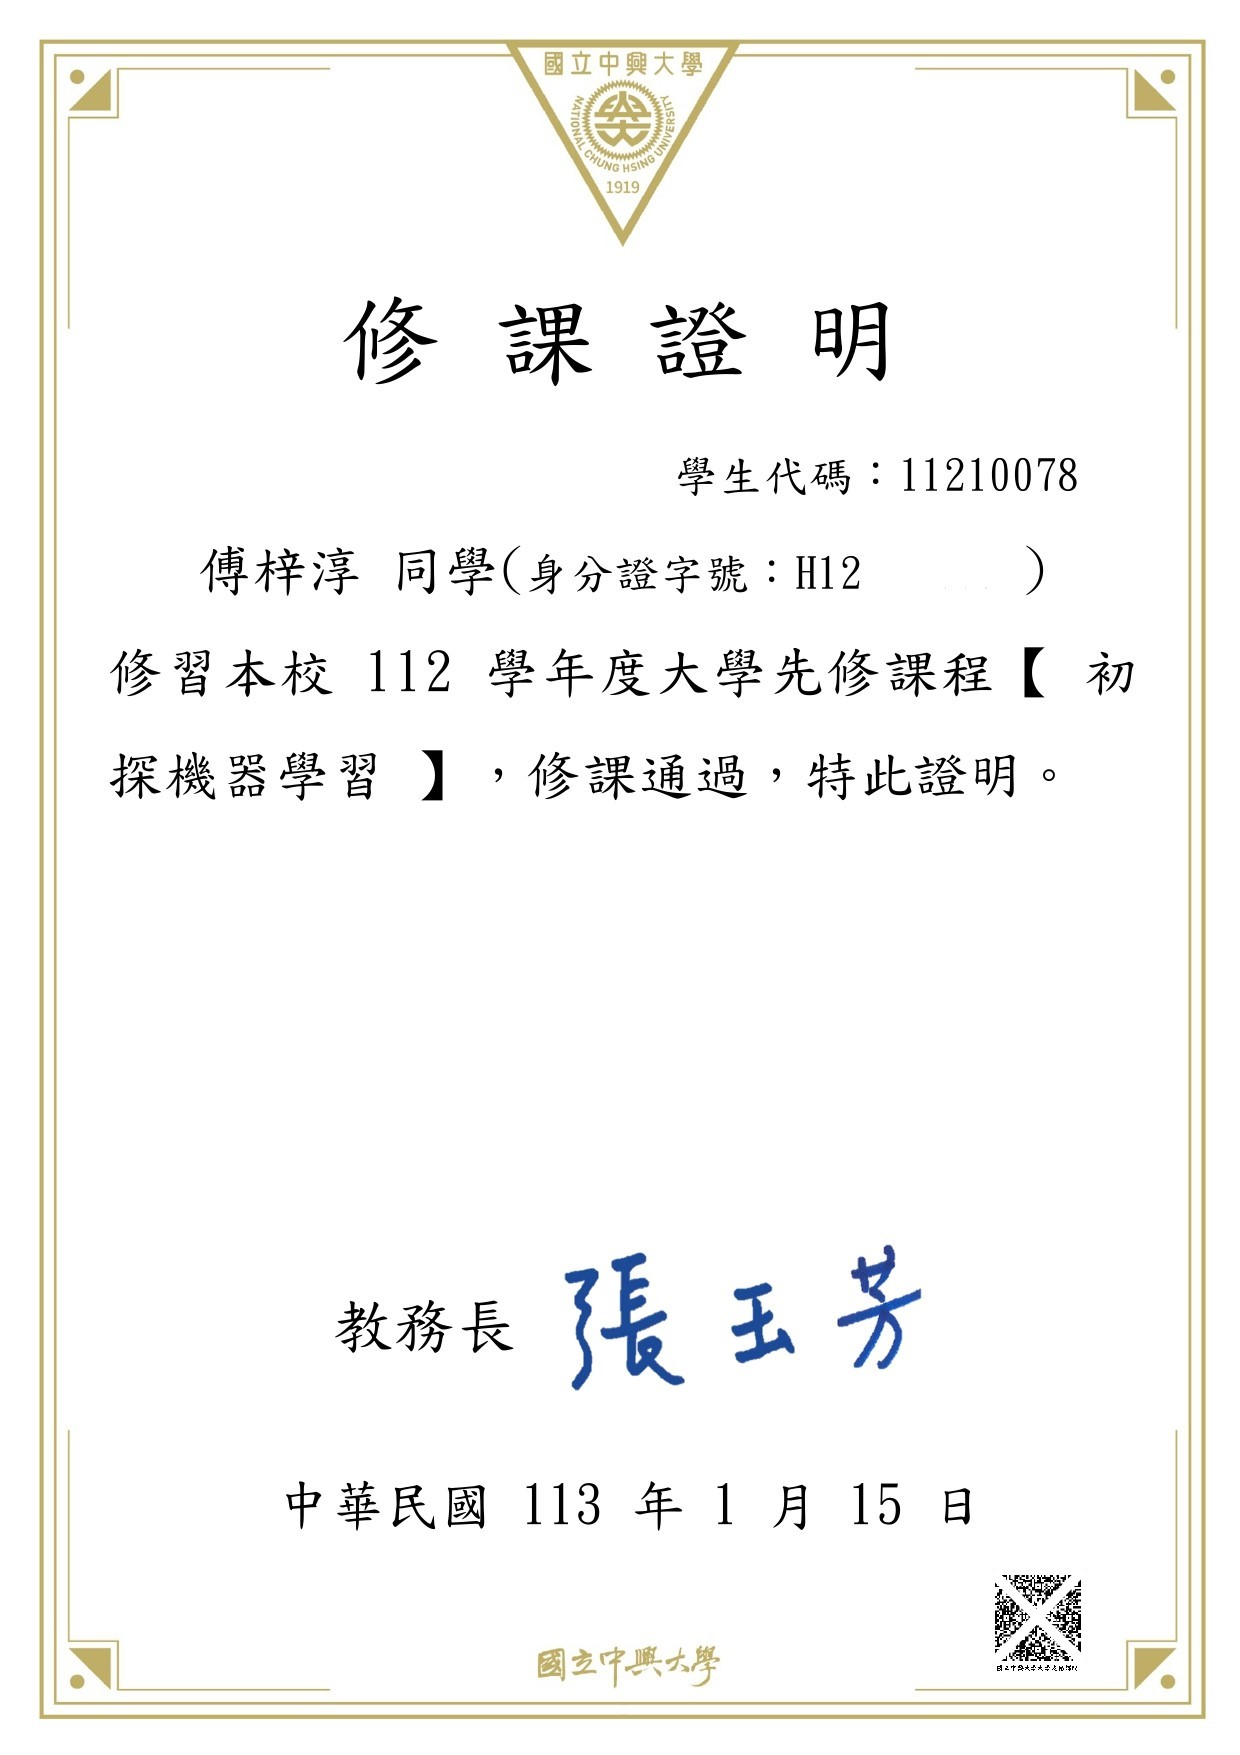 國立中興大學
NATIONAL CHUNG HSING UNIVERSITY
1919
修課證明
學生代碼：11210078
傅梓淳 同學(身分證字號：H12 )
修習本校 112 學年度大學先修課程【 初
探機器學習 】，修課通過，特此證明。
教務長 張玉芳
中華民國 113 年 1 月 15 日
國立中興大學